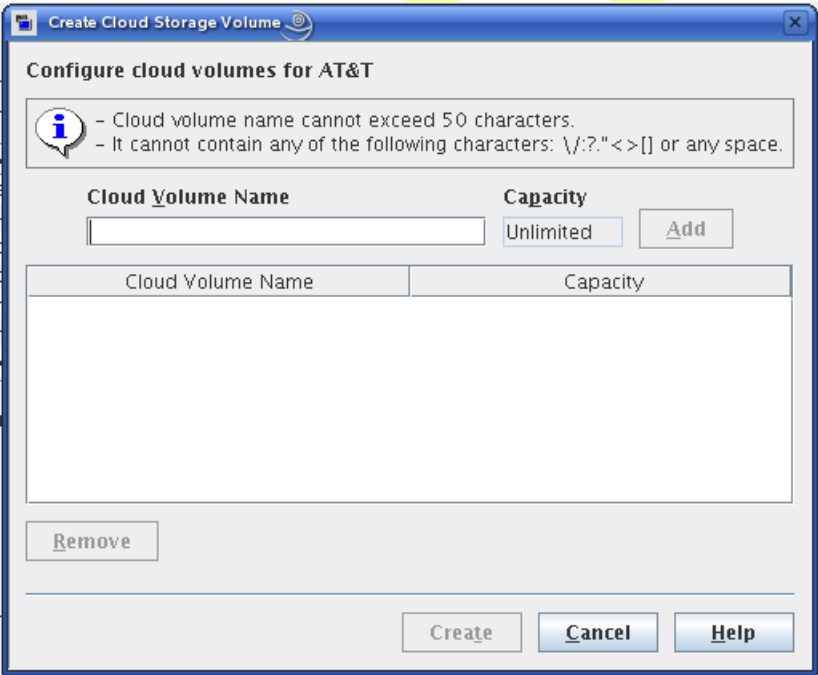 Create Cloud Storage Volume
Configure cloud volumes for AT&T
- Cloud volume name cannot exceed 50 characters.
- It cannot contain any of the following characters: \/:?."<>[] or any space.
Cloud Volume Name Capacity
Unlimited Add
Cloud Volume Name Capacity
Remove
Create Cancel Help